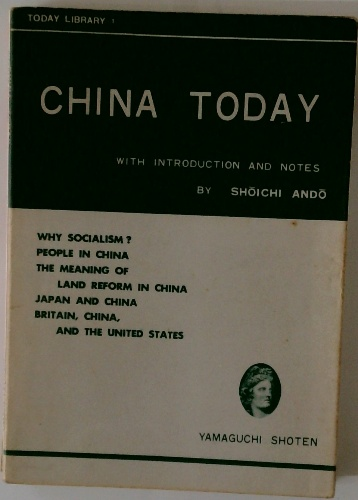 TODAY LIBRARY 1
CHINA TODAY
WITH INTRODUCTION AND NOTES
BY SHŌICHI ANDŌ
WHY SOCIALISM?
PEOPLE IN CHINA
THE MEANING OF
LAND REFORM IN CHINA
JAPAN AND CHINA
BRITAIN, CHINA,
AND THE UNITED STATES
YAMAGUCHI SHOTEN